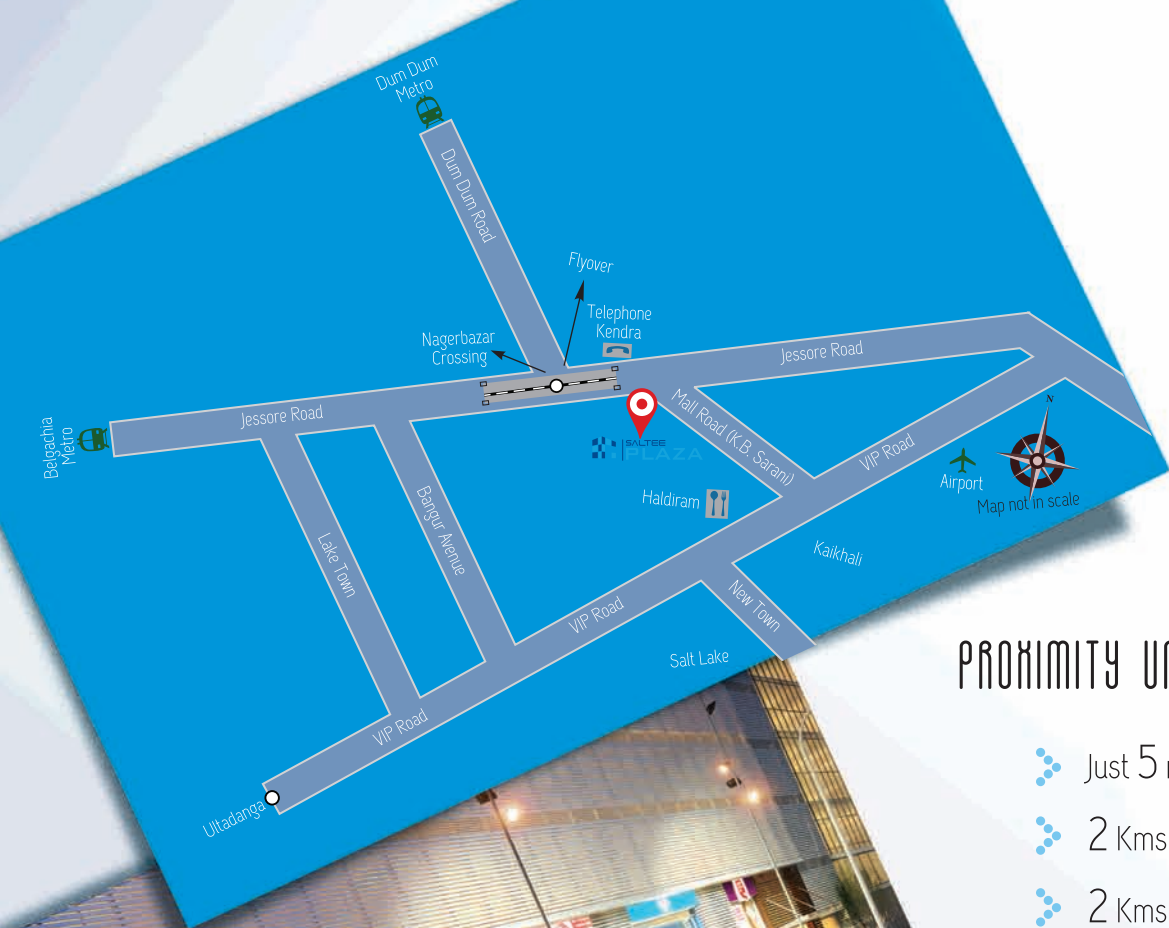 Dum Dum
Metro
Dum Dum Road
Flyover
Telephone
Kendra
Nagerbazar
Crossing
Jessore Road
Jessore Road
Belgachia
Metro
Mall Road (K.B. Sarani)
SALTEE
PLAZA
VIP Road
N
Airport
Map not in scale
Haldiram
Bangur Avenue
Lake Town
Kaikhali
New Town
VIP Road
Salt Lake
VIP Road
Ultadanga
PROXIMITY
Just 5
2 Kms
2 Kms